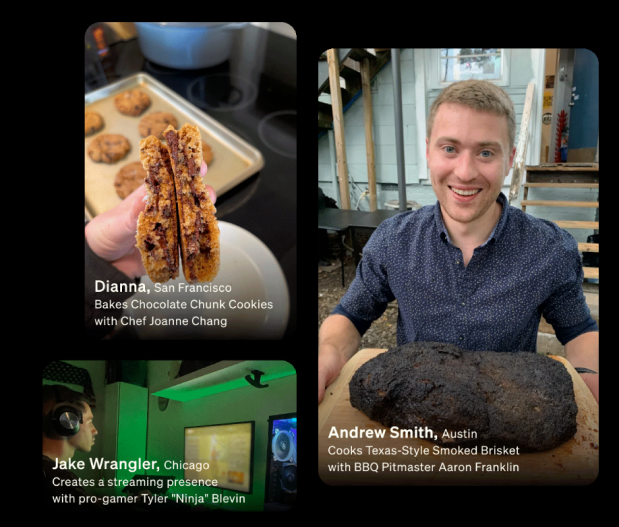 Dianna, San Francisco
Bakes Chocolate Chunk Cookies
with Chef Joanne Chang
Andrew Smith, Austin
Cooks Texas-Style Smoked Brisket
with BBQ Pitmaster Aaron Franklin
Jake Wrangler, Chicago
Creates a streaming presence
with pro-gamer Tyler "Ninja" Blevin